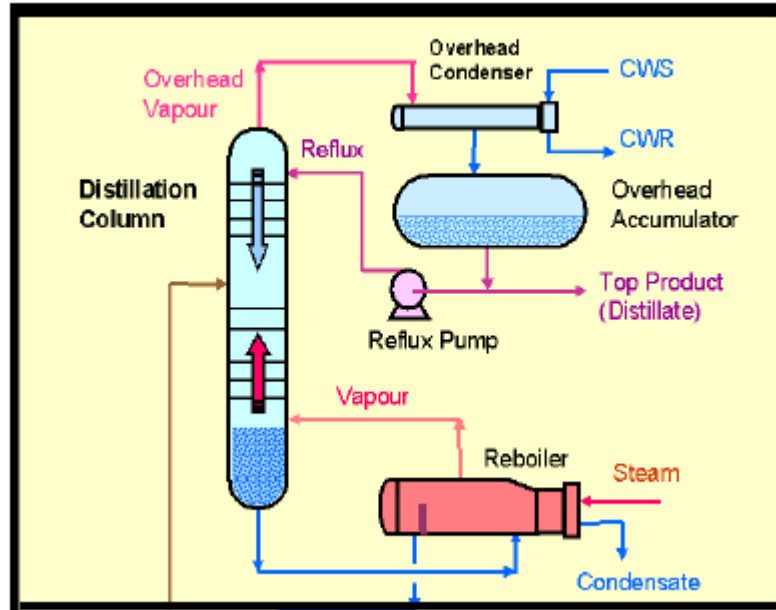 Overhead
Condenser
CWS
Overhead
Vapour
CWR
Reflux
Distillation
Column
Overhead
Accumulator
Top Product
(Distillate)
Reflux Pump
Vapour
Reboiler
Steam
Condensate